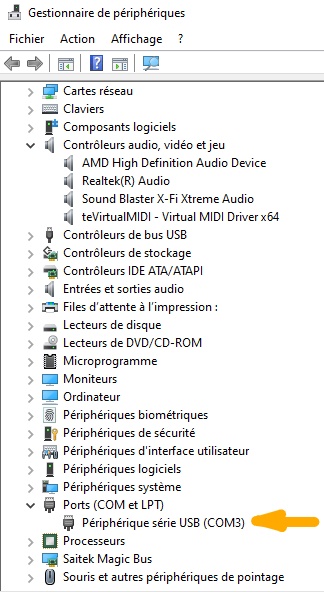 Gestionnaire de périphériques
Fichier Action Affichage ?
Cartes réseau
Claviers
Composants logiciels
Contrôleurs audio, vidéo et jeu
AMD High Definition Audio Device
Realtek(R) Audio
Sound Blaster X-Fi Xtreme Audio
teVirtualMIDI - Virtual MIDI Driver x64
Contrôleurs de bus USB
Contrôleurs de stockage
Contrôleurs IDE ATA/ATAPI
Entrées et sorties audio
Files d'attente à l'impression :
Lecteurs de disque
Lecteurs de DVD/CD-ROM
Microprogramme
Moniteurs
Ordinateur
Périphériques biométriques
Périphériques de sécurité
Périphériques d'interface utilisateur
Périphériques logiciels
Périphériques système
Ports (COM et LPT)
Périphérique série USB (COM3)
Processeurs
Saitek Magic Bus
Souris et autres périphériques de pointage